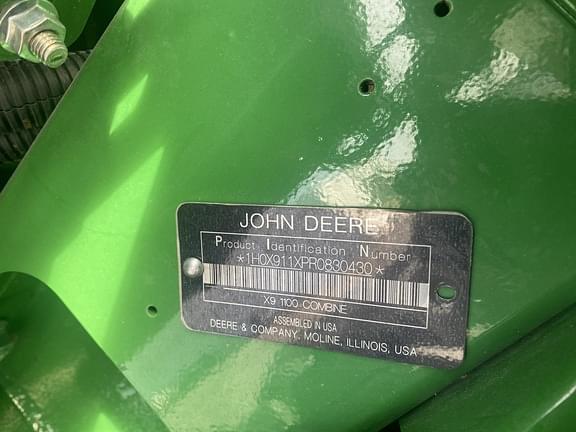 JOHN DEERE
Product Identification Number
*1H0X911XPR0830430*
X9 1100 COMBINE
ASSEMBLED IN USA
DEERE & COMPANY, MOLINE, ILLINOIS, USA